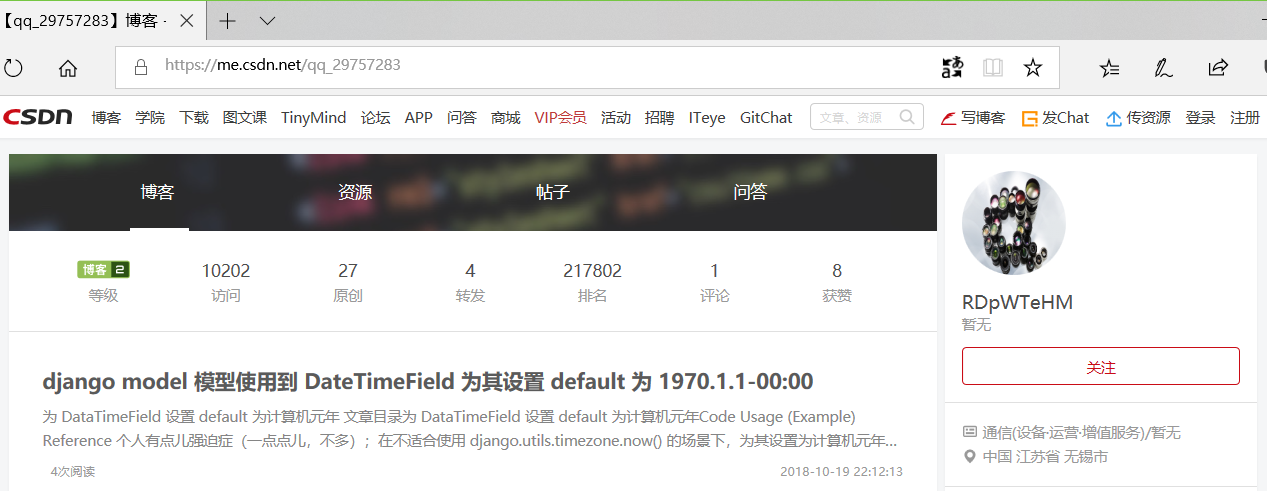 【qq_29757283】博客 -
https://me.csdn.net/qq_29757283
CSDN 博客 学院 下载 图文课 TinyMind 论坛 APP 问答 商城 VIP会员 活动 招聘 ITeye GitChat 文章、资源 写博客 发Chat 传资源 登录 注册
博客 资源 帖子 问答
博客 2 10202 27 4 217802 1 8
等级 访问 原创 转发 排名 评论 获赞
RDpWTeHM
暂无
关注
通信(设备·运营·增值服务)/暂无
中国 江苏省 无锡市
django model 模型使用到 DateTimeField 为其设置 default 为 1970.1.1-00:00
为 DataTimeField 设置 default 为计算机元年 文章目录为 DataTimeField 设置 default 为计算机元年Code Usage (Example)
Reference 个人有点儿强迫症（一点点儿，不多）；在不适合使用 django.utils.timezone.now() 的场景下，为其设置为计算机元年...
4次阅读 2018-10-19 22:12:13